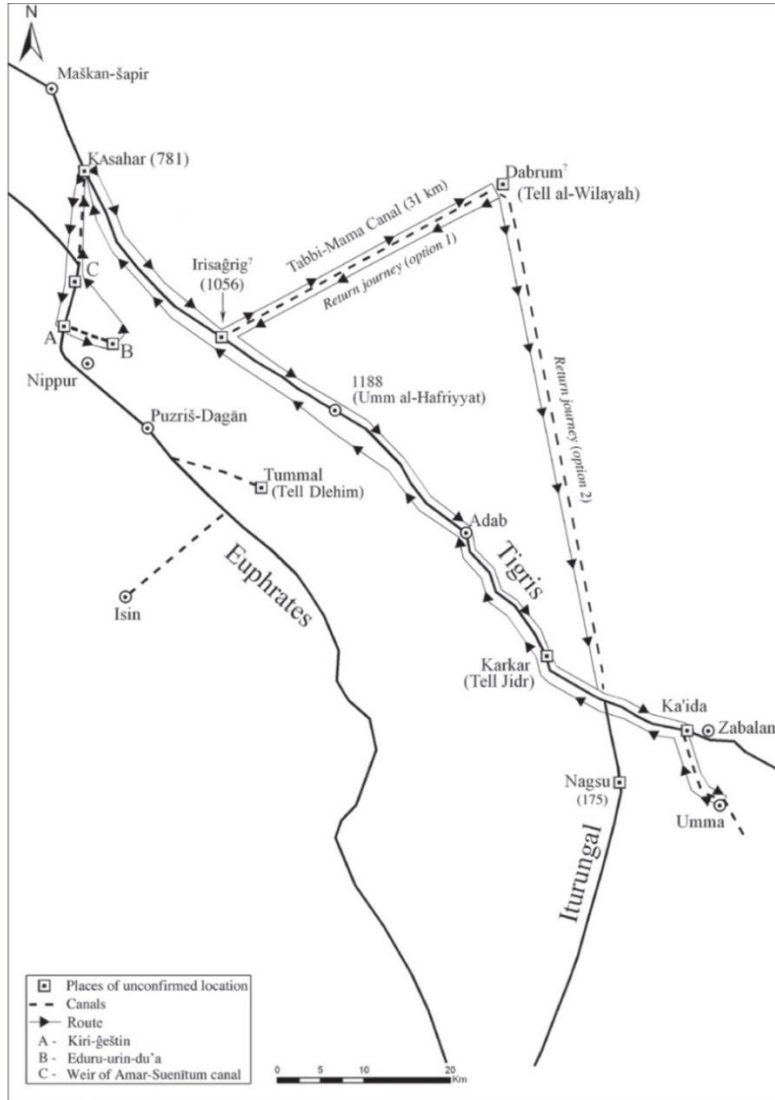 N
Maškan-šapir
KAsahar (781)
Dabrum?
(Tell al-Wilayah)
Tabbi-Mama Canal (31 km)
Return journey (option 1)
Irisaĝrig?
(1056)
C
A
B
Nippur
1188
(Umm al-Hafriyyat)
Return journey (option 2)
Puzriš-Dagān
Tummal
(Tell Dlehim)
Adab
Tigris
Euphrates
Isin
Karkar
(Tell Jidr)
Ka'ida
Zabalam
Nagsu
(175)
Umma
Iturungal
Places of unconfirmed location
Canals
Route
A - Kiri-ĝeštin
B - Eduru-urin-du'a
C - Weir of Amar-Suenītum canal
0 5 10 20
Km